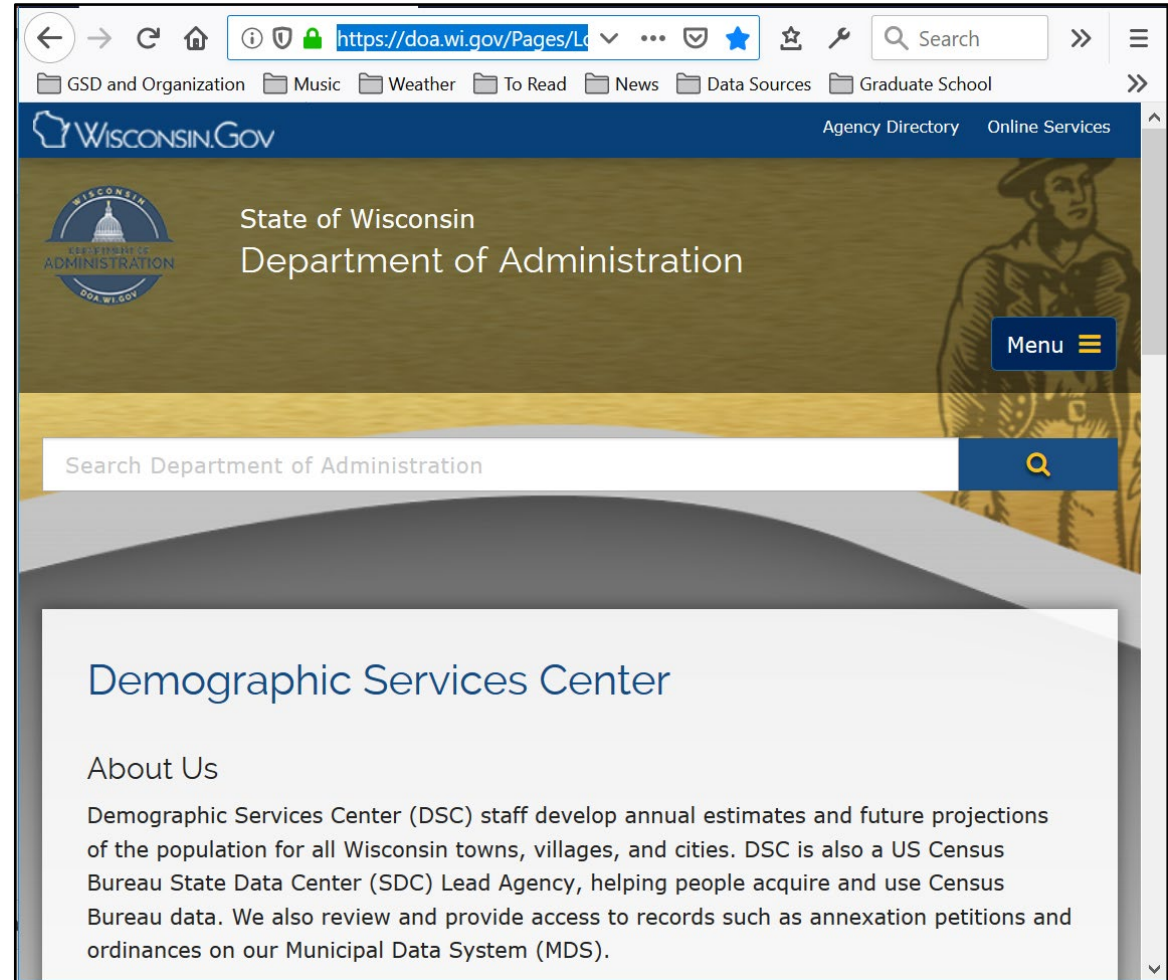 https://doa.wi.gov/Pages/Lo
Search
GSD and Organization Music Weather To Read News Data Sources Graduate School
WISCONSIN.GOV Agency Directory Online Services
WISCONSIN
DEPARTMENT OF
ADMINISTRATION
DOA.WI.GOV
State of Wisconsin
Department of Administration
Menu
Search Department of Administration
Demographic Services Center
About Us
Demographic Services Center (DSC) staff develop annual estimates and future projections
of the population for all Wisconsin towns, villages, and cities. DSC is also a US Census
Bureau State Data Center (SDC) Lead Agency, helping people acquire and use Census
Bureau data. We also review and provide access to records such as annexation petitions and
ordinances on our Municipal Data System (MDS).